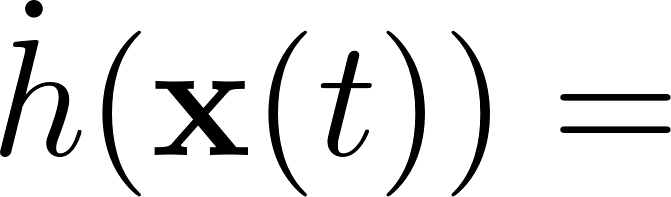 ḣ(𝐱(t)) =